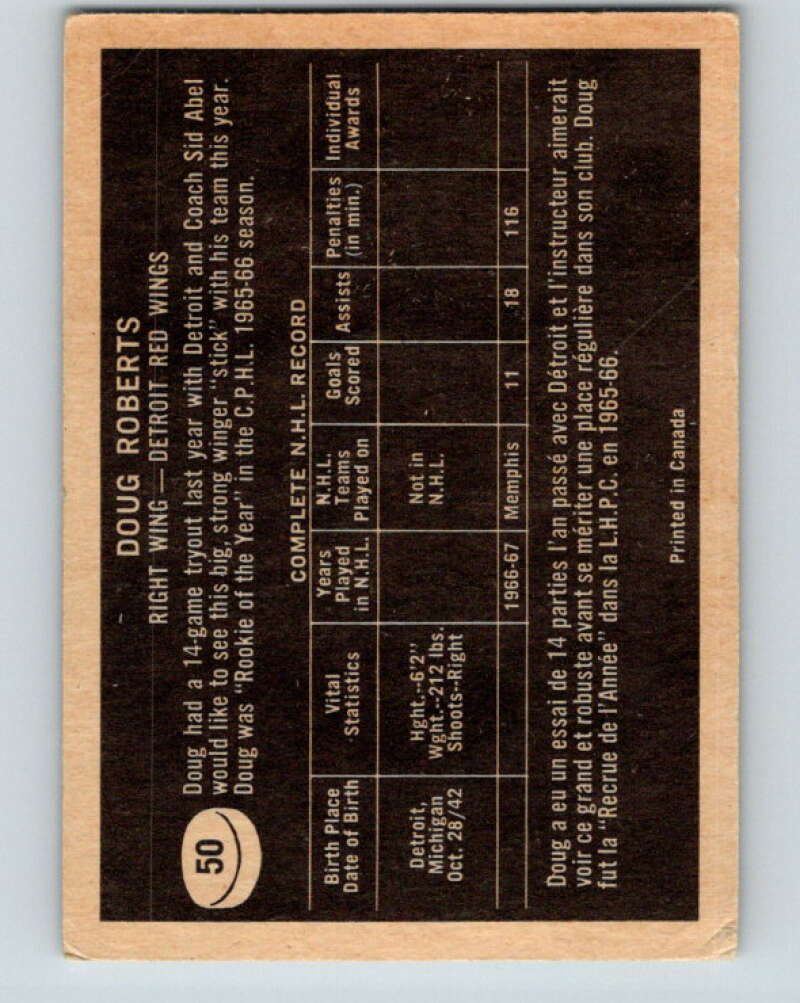 50
DOUG ROBERTS
RIGHT WING — DETROIT RED WINGS
Doug had a 14-game tryout last year with Detroit and Coach Sid Abel
would like to see this big, strong winger "stick" with his team this year.
Doug was "Rookie of the Year" in the C.P.H.L. 1965-66 season.
COMPLETE N.H.L. RECORD
Birth Place
Date of Birth
Vital
Statistics
Years
Played
in N.H.L.
N.H.L.
Teams
Played on
Goals
Scored
Assists
Penalties
(in min.)
Individual
Awards
Detroit,
Michigan
Oct. 28/42
Hght.--6'2"
Wght.--212 lbs.
Shoots--Right
Not in
N.H.L.
1966-67 Memphis 11 18 116
Doug a eu un essai de 14 parties l'an passé avec Détroit et l'instructeur aimerait
voir ce grand et robuste avant se mériter une place régulière dans son club. Doug
fut la "Recrue de l'Année" dans la L.H.P.C. en 1965-66.
Printed in Canada